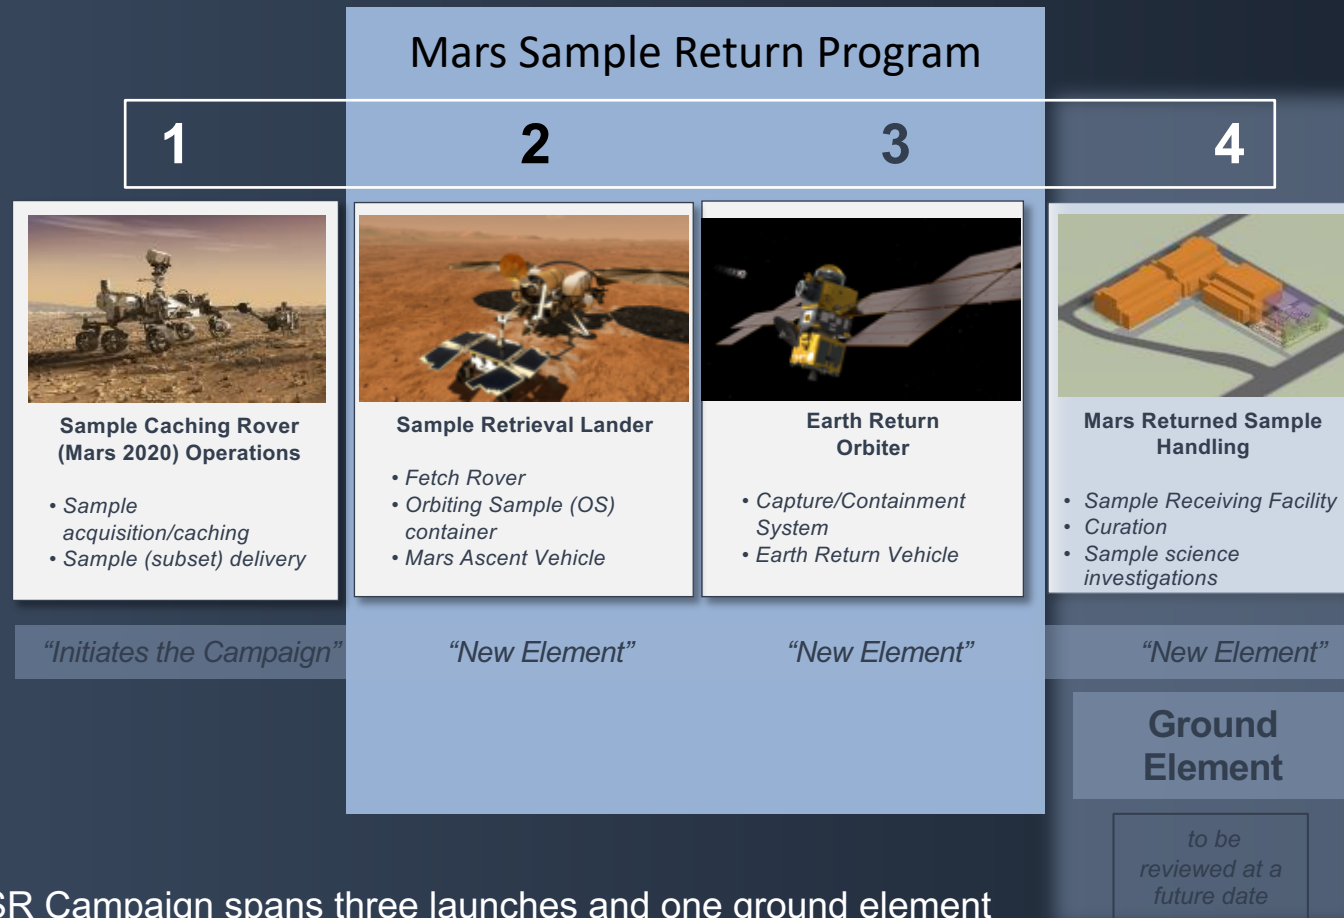 Mars Sample Return Program
1 2 3 4
Sample Caching Rover
(Mars 2020) Operations
• Sample
acquisition/caching
• Sample (subset) delivery
Sample Retrieval Lander
• Fetch Rover
• Orbiting Sample (OS)
container
• Mars Ascent Vehicle
Earth Return
Orbiter
• Capture/Containment
System
• Earth Return Vehicle
Mars Returned Sample
Handling
• Sample Receiving Facility
• Curation
• Sample science
investigations
“Initiates the Campaign”
“New Element”
“New Element”
“New Element”
Ground
Element
to be
reviewed at a
future date
SR Campaign spans three launches and one ground element